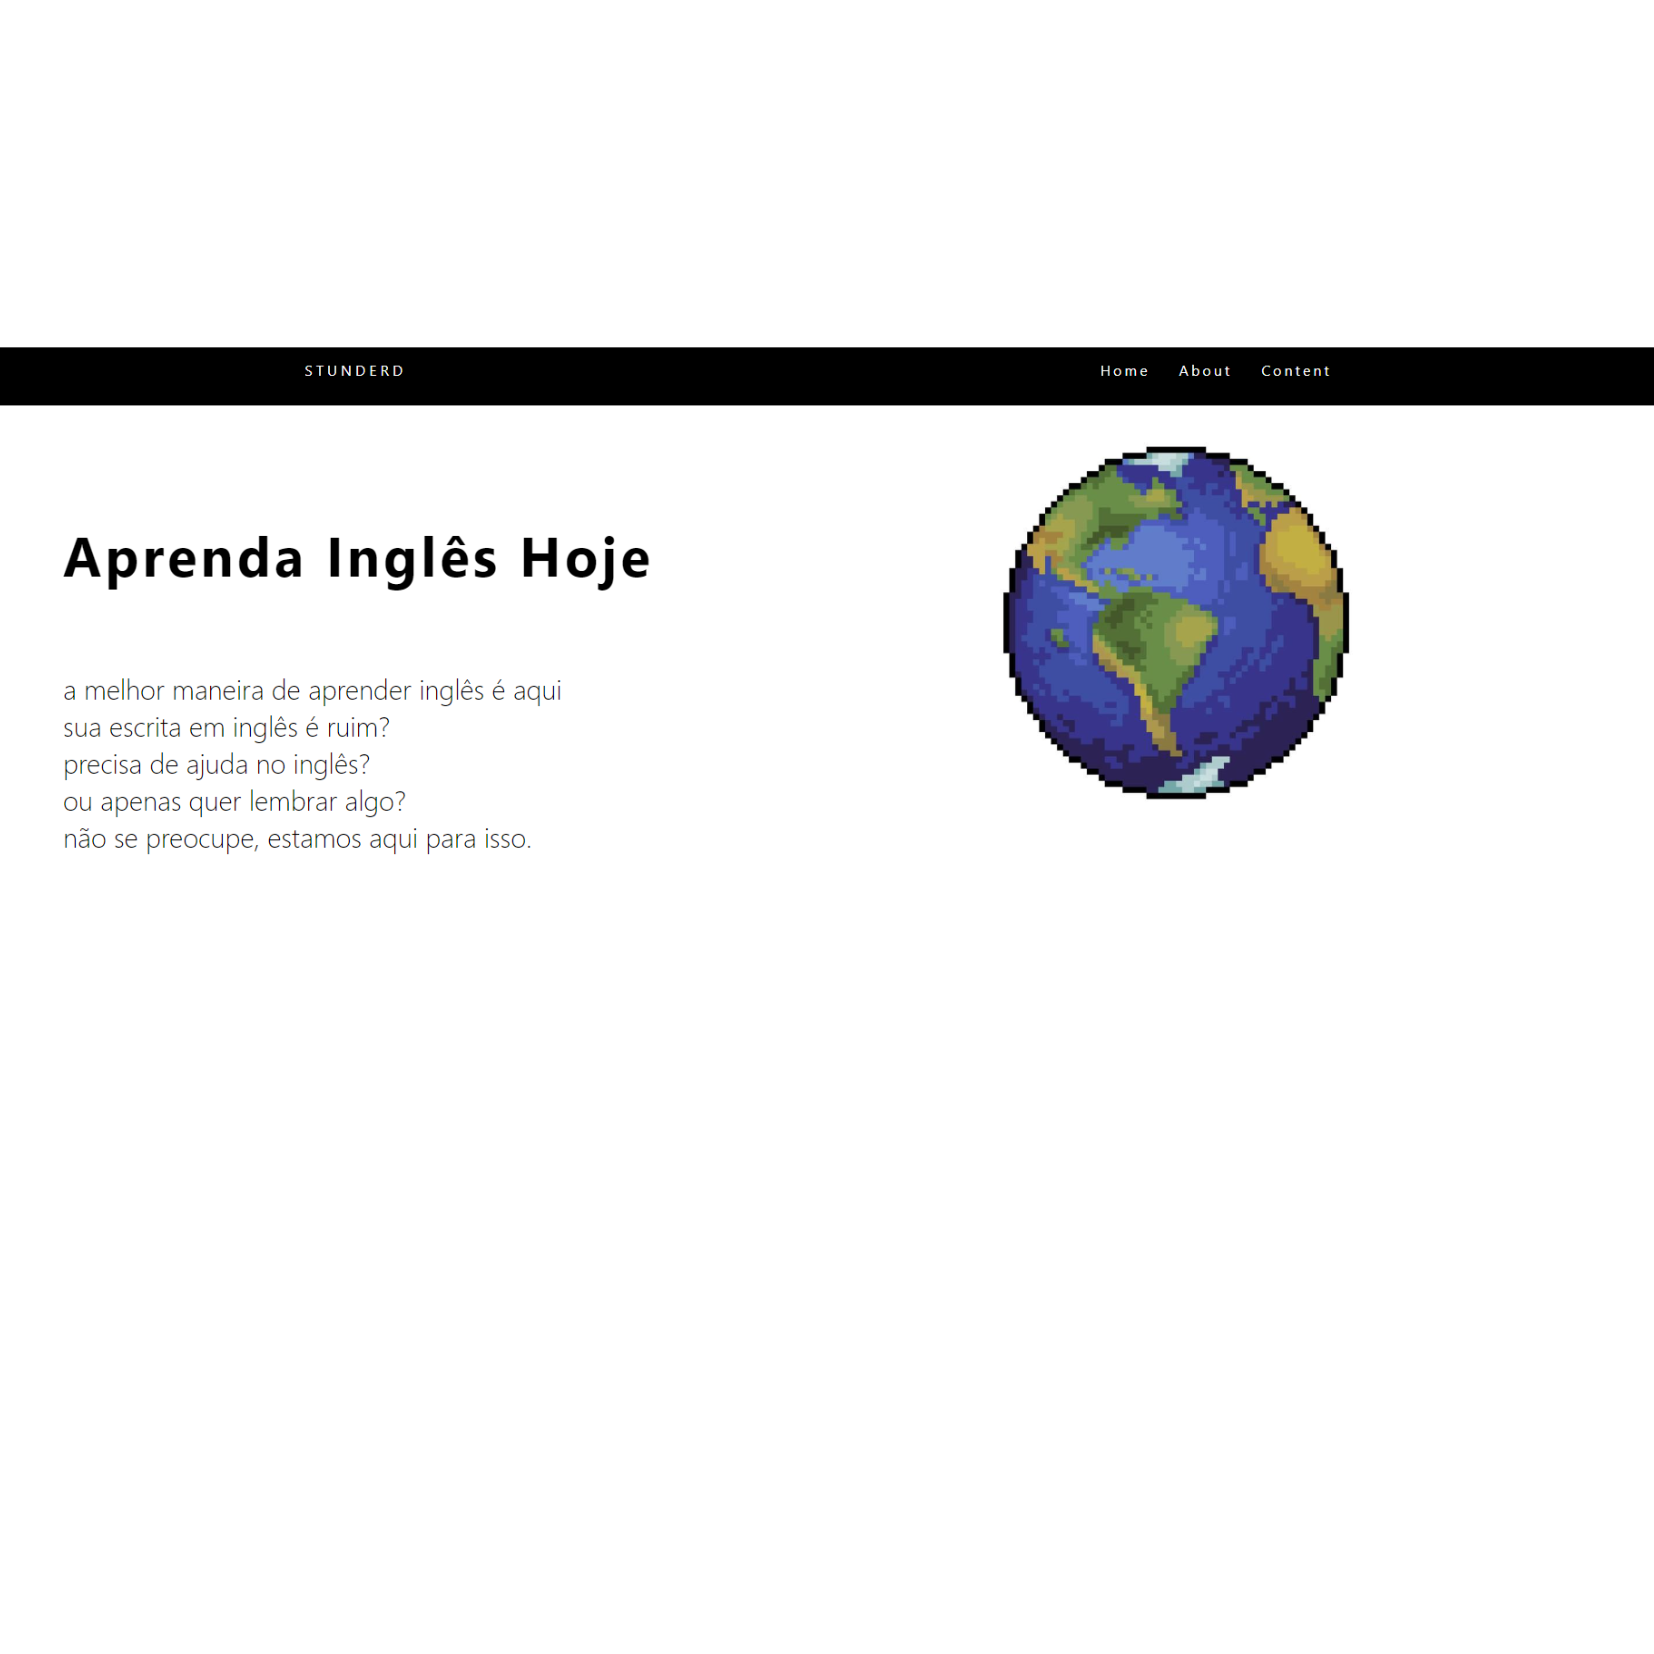 STUNDERD
Home About Content
Aprenda Inglês Hoje
a melhor maneira de aprender inglês é aqui
sua escrita em inglês é ruim?
precisa de ajuda no inglês?
ou apenas quer lembrar algo?
não se preocupe, estamos aqui para isso.